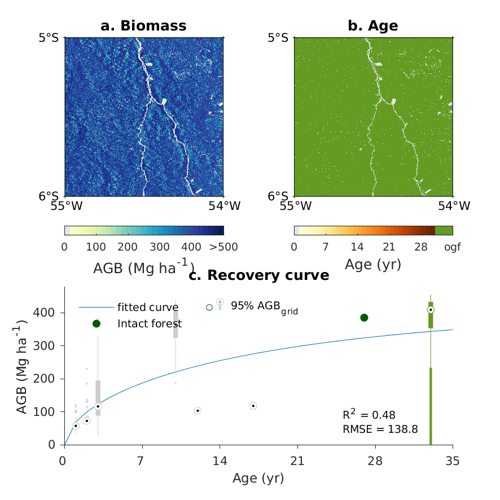 a. Biomass
b. Age
5°S
6°S
55°W
54°W
5°S
6°S
55°W
54°W
0 100 200 300 400 >500
AGB (Mg ha-1)
0 7 14 21 28 ogf
Age (yr)
c. Recovery curve
fitted curve
95% AGBgrid
Intact forest
AGB (Mg ha-1)
400
300
200
100
0
R2 = 0.48
RMSE = 138.8
0 7 14 21 28 35
Age (yr)